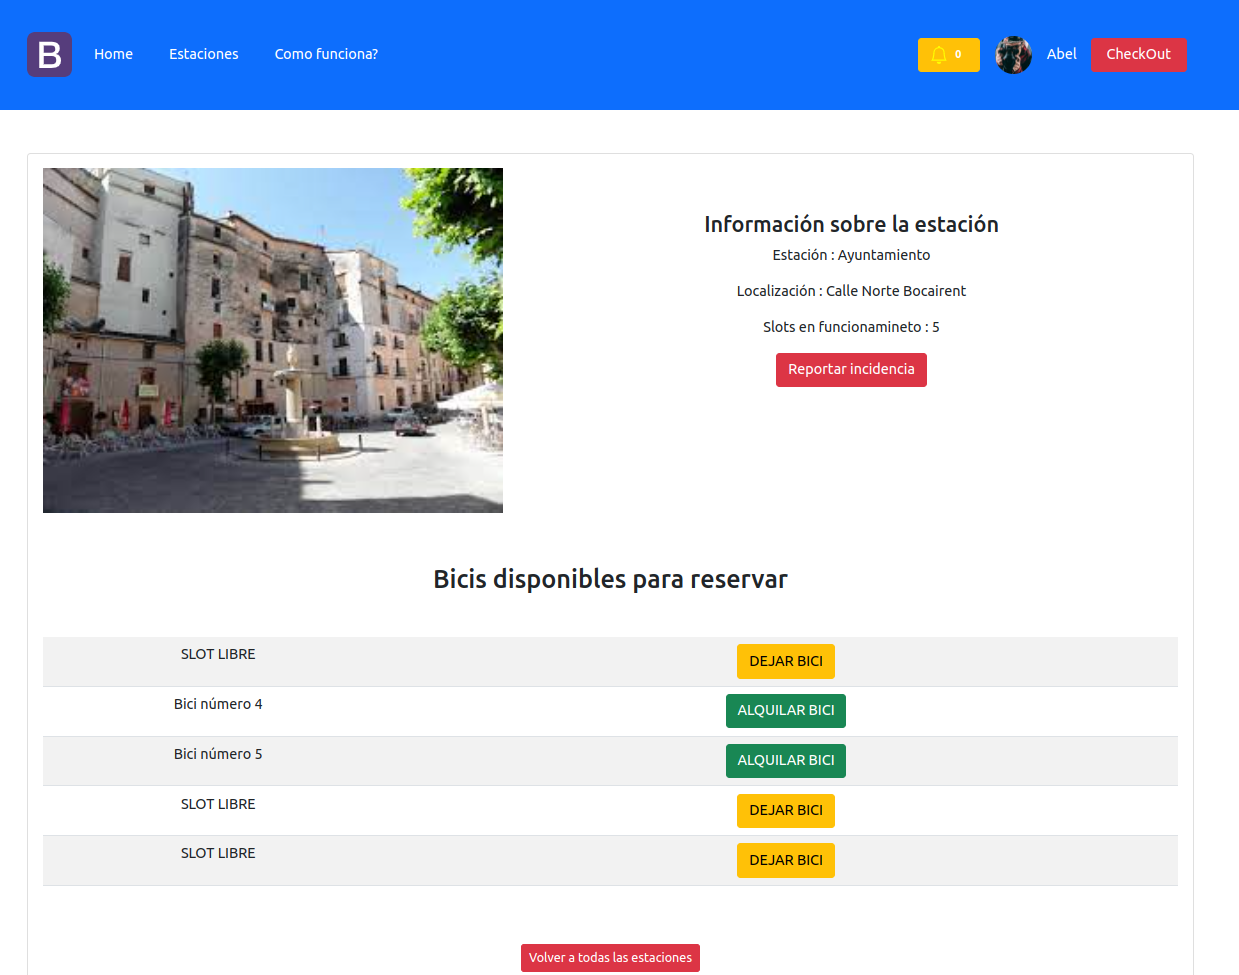 B Home Estaciones Como funciona? 0 Abel CheckOut
Información sobre la estación
Estación : Ayuntamiento
Localización : Calle Norte Bocairent
Slots en funcionamineto : 5
Reportar incidencia
Bicis disponibles para reservar
SLOT LIBRE DEJAR BICI
Bici número 4 ALQUILAR BICI
Bici número 5 ALQUILAR BICI
SLOT LIBRE DEJAR BICI
SLOT LIBRE DEJAR BICI
Volver a todas las estaciones